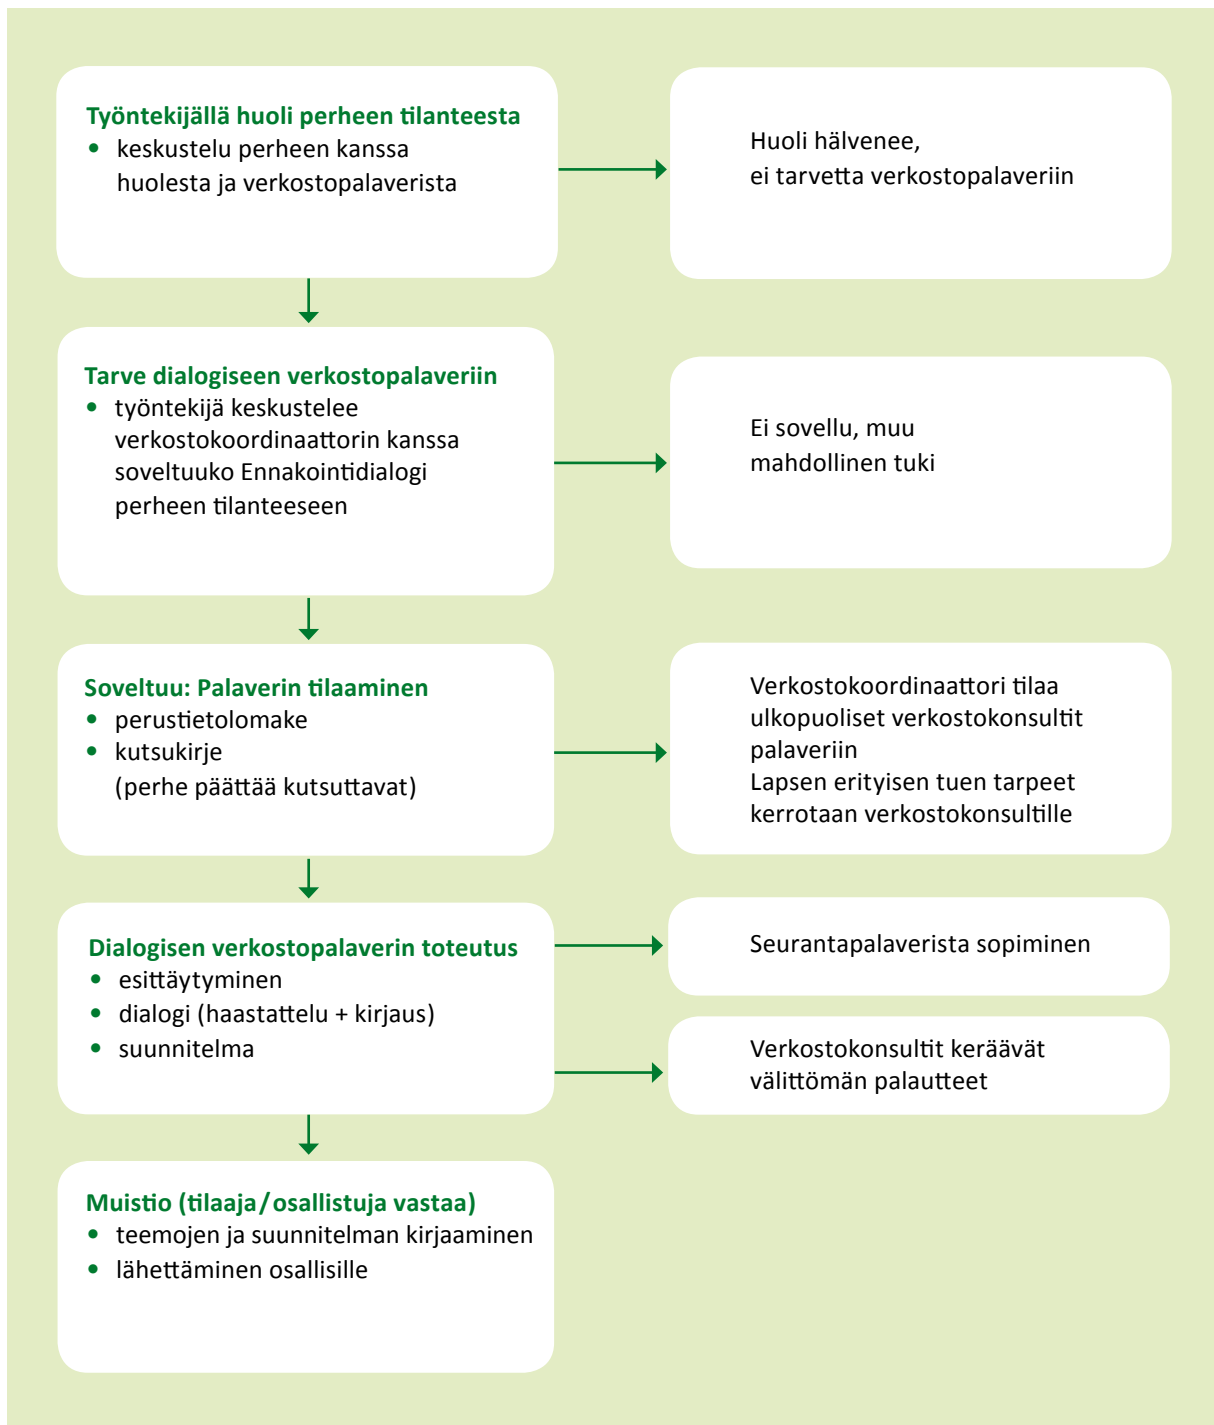 Työntekijällä huoli perheen tilanteesta
• keskustelu perheen kanssa
huolesta ja verkostopalaverista
Huoli hälvenee,
ei tarvetta verkostopalaveriin
Tarve dialogiseen verkostopalaveriin
• työntekijä keskustelee
verkostokoordinaattorin kanssa
soveltuuko Ennakointidialogi
perheen tilanteeseen
Ei sovellu, muu
mahdollinen tuki
Soveltuu: Palaverin tilaaminen
• perustietolomake
• kutsukirje
(perhe päättää kutsuttavat)
Verkostokoordinaattori tilaa
ulkopuoliset verkostokonsultit
palaveriin
Lapsen erityisen tuen tarpeet
kerrotaan verkostokonsultille
Dialogisen verkostopalaverin toteutus
• esittäytyminen
• dialogi (haastattelu + kirjaus)
• suunnitelma
Seurantapalaverista sopiminen
Verkostokonsultit keräävät
välittömän palautteet
Muistio (tilaaja/osallistuja vastaa)
• teemojen ja suunnitelman kirjaaminen
• lähettäminen osallisille